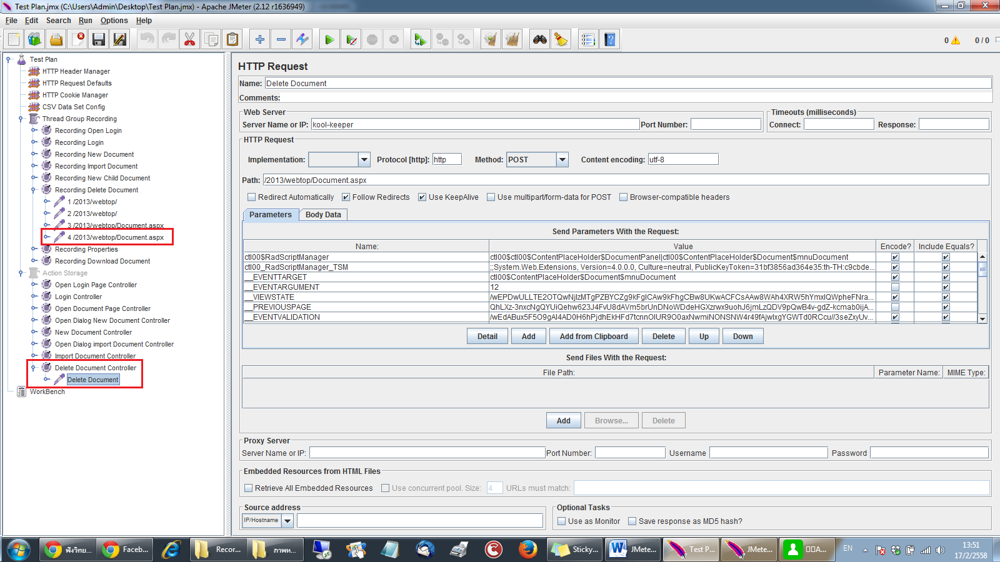 Test Plan.jmx (C:\Users\Admin\Desktop\Test Plan.jmx) - Apache JMeter (2.12 r1636949)
File Edit Search Run Options Help
0 0 / 0
Test Plan
HTTP Header Manager
HTTP Request Defaults
HTTP Cookie Manager
CSV Data Set Config
Thread Group Recording
Recording Open Login
Recording Login
Recording New Document
Recording Import Document
Recording New Child Document
Recording Delete Document
1 /2013/webtop/
2 /2013/webtop/
3 /2013/webtop/Document.aspx
4 /2013/webtop/Document.aspx
Recording Properties
Recording Download Document
Action Storage
Open Login Page Controller
Login Controller
Open Document Page Controller
Open Dialog New Document Controller
New Document Controller
Open Dialog import Document Controller
Import Document Controller
Delete Document Controller
Delete Document
WorkBench
HTTP Request
Name: Delete Document
Comments:
Web Server
Server Name or IP: kool-keeper Port Number:
Timeouts (milliseconds)
Connect: Response:
HTTP Request
Implementation: Protocol [http]: http Method: POST Content encoding: utf-8
Path: /2013/webtop/Document.aspx
Redirect Automatically Follow Redirects Use KeepAlive Use multipart/form-data for POST Browser-compatible headers
Parameters Body Data
Send Parameters With the Request:
Name: Value Encode? Include Equals?
ctl00$RadScriptManager ctl00$ctl00$ContentPlaceHolder$DocumentPanel|ctl00$ContentPlaceHolder$Document$mnuDocument
ctl00_RadScriptManager_TSM ;;System.Web.Extensions, Version=4.0.0.0, Culture=neutral, PublicKeyToken=31bf3856ad364e35:th-TH:c9cbde...
__EVENTTARGET ctl00$ContentPlaceHolder$Document$mnuDocument
__EVENTARGUMENT 12
__VIEWSTATE
__PREVIOUSPAGE
__EVENTVALIDATION
Detail Add Add from Clipboard Delete Up Down
Send Files With the Request:
File Path: Parameter Name: MIME Type:
Add Browse... Delete
Proxy Server
Server Name or IP: Port Number: Username Password
Embedded Resources from HTML Files
Retrieve All Embedded Resources Use concurrent pool. Size: 4 URLs must match:
Source address
IP/Hostname
Optional Tasks
Use as Monitor Save response as MD5 hash?
ฟังวิทย... Faceb... Recor... ภาพห... Sticky... JMete... Test P... JMete... A... EN 13:51
17/2/2558